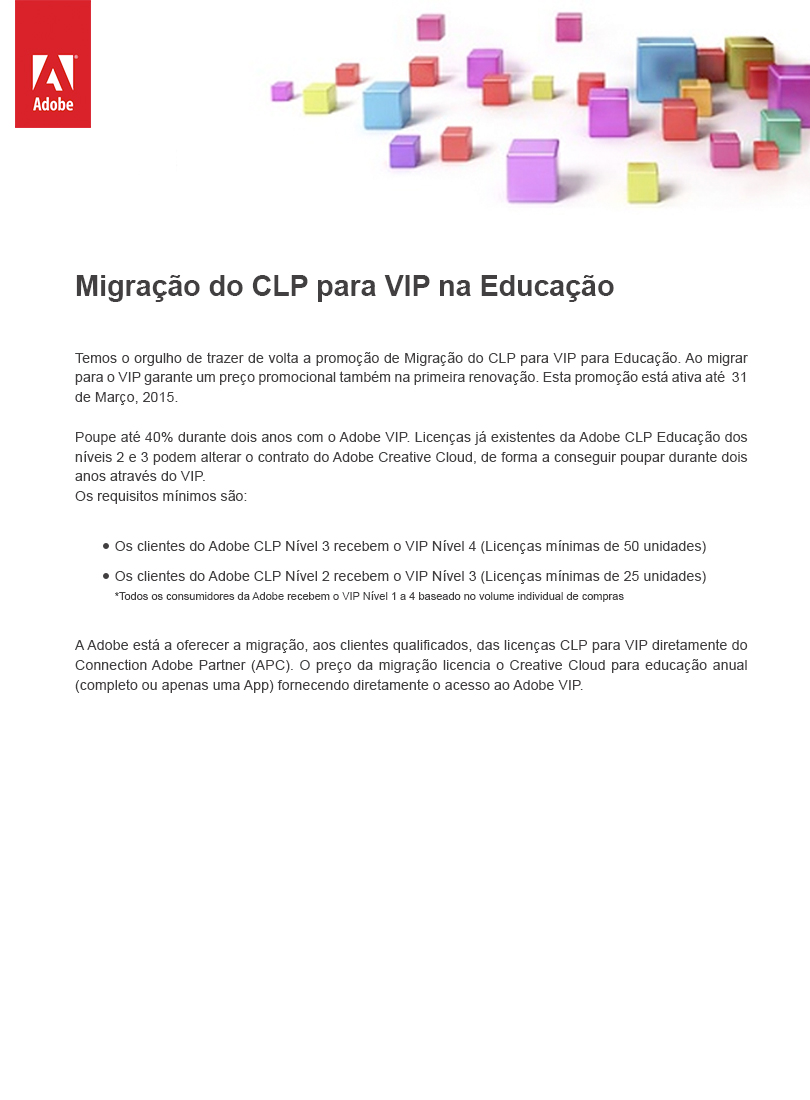 Adobe
Migração do CLP para VIP na Educação
Temos o orgulho de trazer de volta a promoção de Migração do CLP para VIP para Educação. Ao migrar
para o VIP garante um preço promocional também na primeira renovação. Esta promoção está ativa até 31
de Março, 2015.
Poupe até 40% durante dois anos com o Adobe VIP. Licenças já existentes da Adobe CLP Educação dos
níveis 2 e 3 podem alterar o contrato do Adobe Creative Cloud, de forma a conseguir poupar durante dois
anos através do VIP.
Os requisitos mínimos são:
• Os clientes do Adobe CLP Nível 3 recebem o VIP Nível 4 (Licenças mínimas de 50 unidades)
• Os clientes do Adobe CLP Nível 2 recebem o VIP Nível 3 (Licenças mínimas de 25 unidades)
*Todos os consumidores da Adobe recebem o VIP Nível 1 a 4 baseado no volume individual de compras
A Adobe está a oferecer a migração, aos clientes qualificados, das licenças CLP para VIP diretamente do
Connection Adobe Partner (APC). O preço da migração licencia o Creative Cloud para educação anual
(completo ou apenas uma App) fornecendo diretamente o acesso ao Adobe VIP.